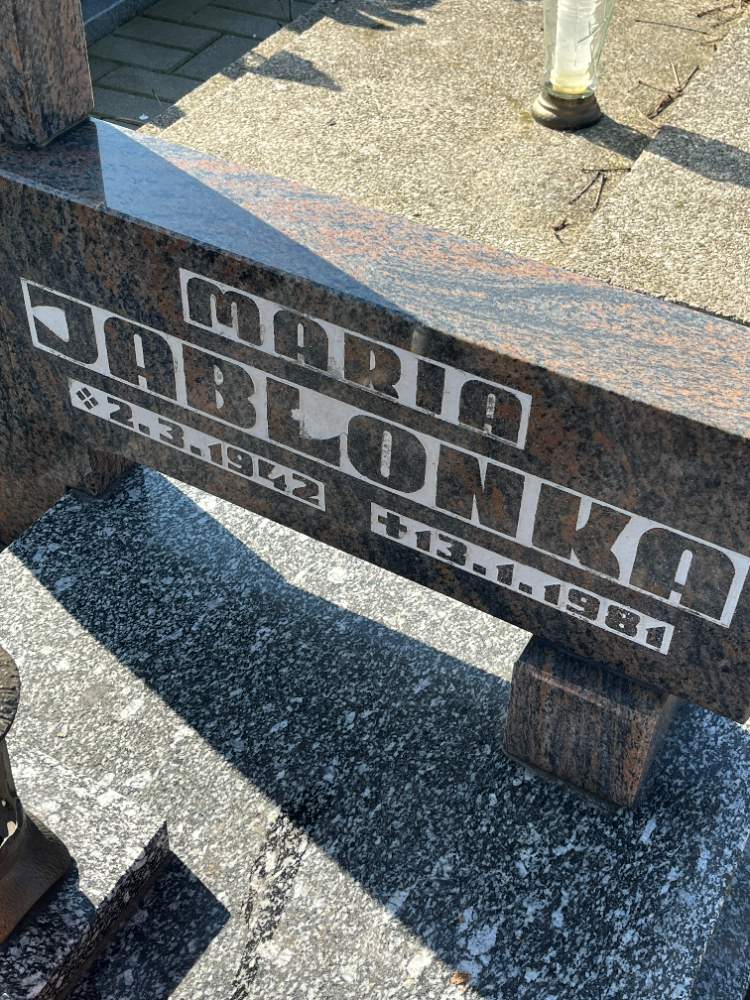 MARIA
JABŁONKA
❖ 2.3.1942 ✚ 13.1.1981